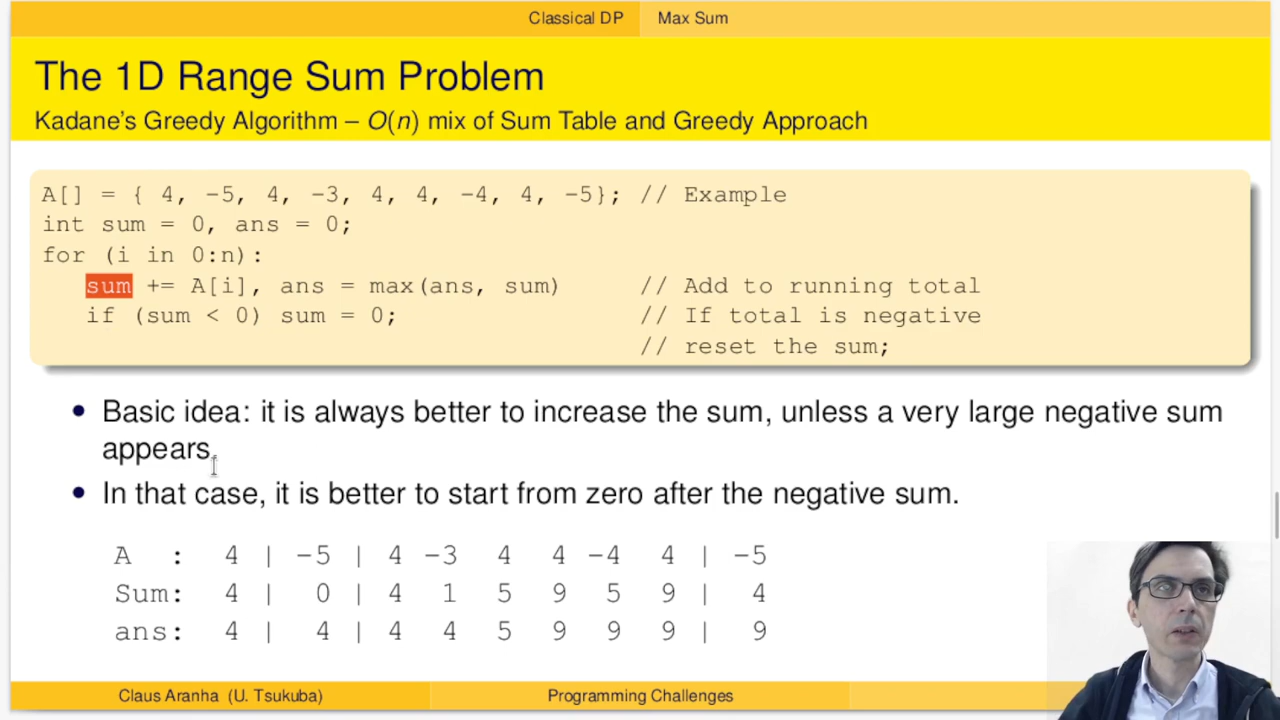 Classical DP Max Sum
The 1D Range Sum Problem
Kadane's Greedy Algorithm – O(n) mix of Sum Table and Greedy Approach
A[] = { 4, -5, 4, -3, 4, 4, -4, 4, -5}; // Example
int sum = 0, ans = 0;
for (i in 0:n):
sum += A[i], ans = max(ans, sum) // Add to running total
if (sum < 0) sum = 0; // If total is negative
// reset the sum;
• Basic idea: it is always better to increase the sum, unless a very large negative sum
appears.
• In that case, it is better to start from zero after the negative sum.
A : 4 | -5 | 4 -3 4 4 -4 4 | -5
Sum: 4 | 0 | 4 1 5 9 5 9 | 4
ans: 4 | 4 | 4 4 5 9 9 9 | 9
Claus Aranha (U. Tsukuba) Programming Challenges